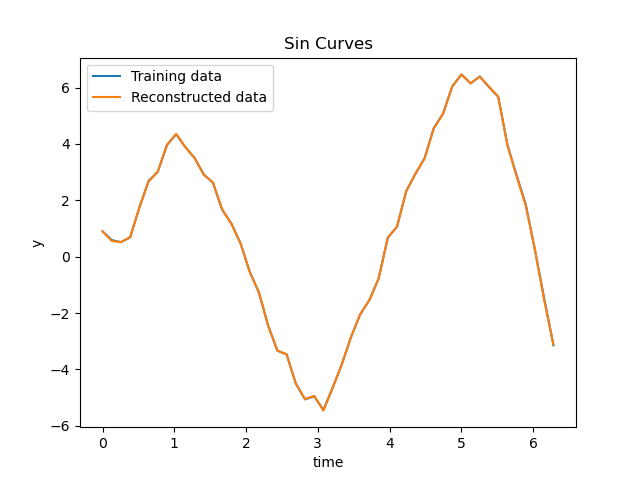 Sin Curves
Training data
Reconstructed data
6
4
2
0
−2
−4
−6
y
0 1 2 3 4 5 6
time